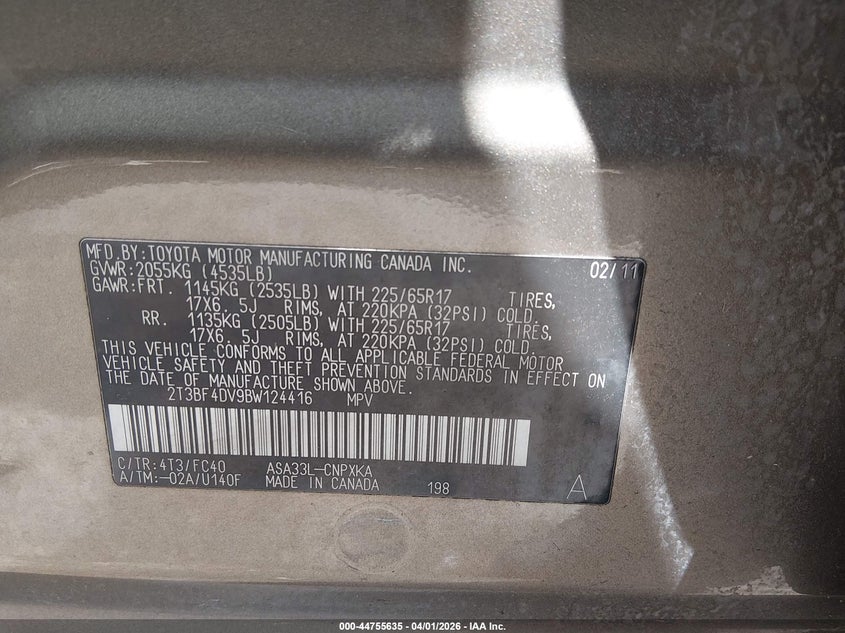 MFD.BY:TOYOTA MOTOR MANUFACTURING CANADA INC.
GVWR:2055KG (4535LB) 02/11
GAWR:FRT. 1145KG (2535LB) WITH 225/65R17 TIRES,
17X6.5J RIMS, AT 220KPA (32PSI) COLD.
RR. 1135KG (2505LB) WITH 225/65R17 TIRES,
17X6.5J RIMS, AT 220KPA (32PSI) COLD.
THIS VEHICLE CONFORMS TO ALL APPLICABLE FEDERAL MOTOR
VEHICLE SAFETY AND THEFT PREVENTION STANDARDS IN EFFECT ON
THE DATE OF MANUFACTURE SHOWN ABOVE.
2T3BF4DV9BW124416 MPV
C/TR:4T3/FC40 ASA33L-CNPXKA
A/TM:-02A/U140F MADE IN CANADA 198 A
000-44755635 - 04/01/2026 - IAA Inc.